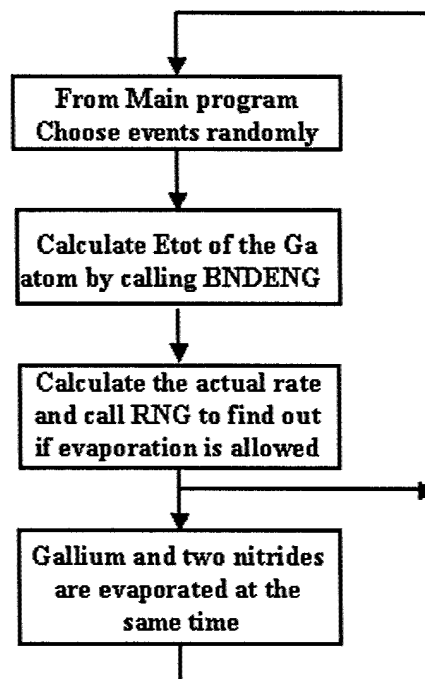 From Main program
Choose events randomly
Calculate Etot of the Ga
atom by calling BNDENG
Calculate the actual rate
and call RNG to find out
if evaporation is allowed
Gallium and two nitrides
are evaporated at the
same time